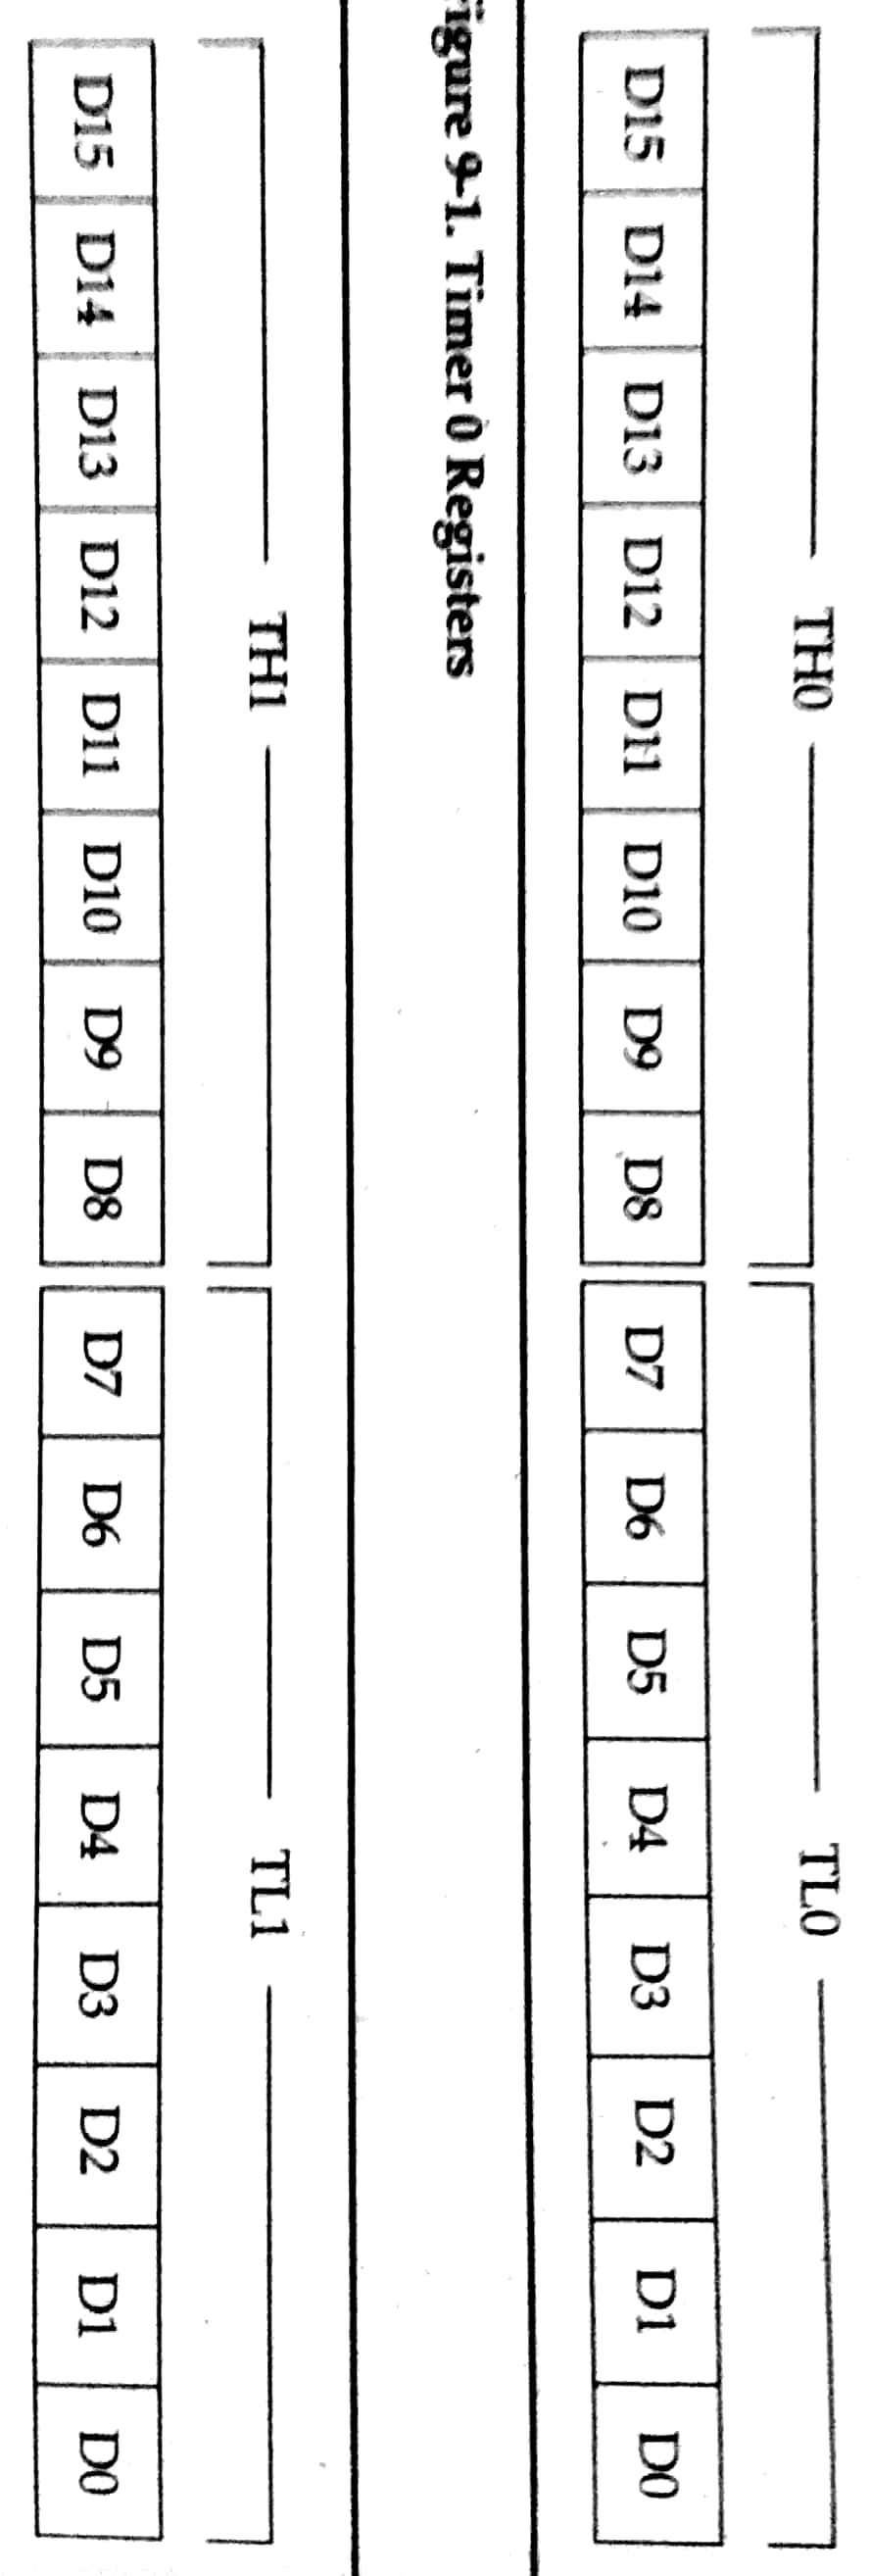 TH0 TL0
D15 D14 D13 D12 D11 D10 D9 D8 D7 D6 D5 D4 D3 D2 D1 D0
Figure 9-1. Timer 0 Registers
TH1 TL1
D15 D14 D13 D12 D11 D10 D9 D8 D7 D6 D5 D4 D3 D2 D1 D0